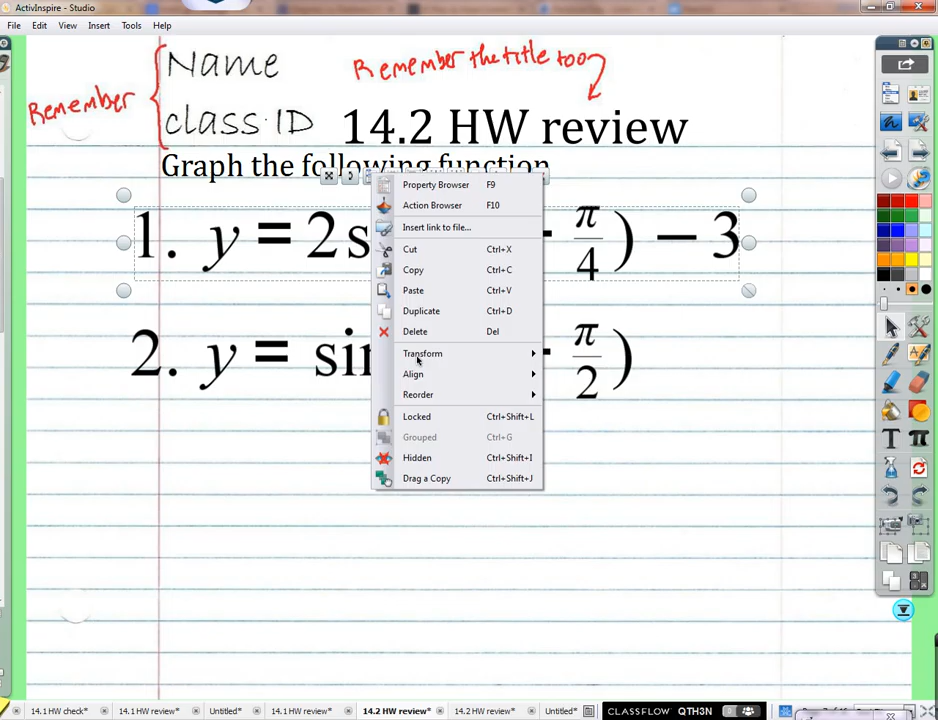 ActivInspire - Studio
File Edit View Insert Tools Help
Name
Remember the title too
Remember
class ID
14.2 HW review
Graph the following function
1. y = 2s π/4) − 3
2. y = sin π/2)
Property Browser F9
Action Browser F10
Insert link to file...
Cut Ctrl+X
Copy Ctrl+C
Paste Ctrl+V
Duplicate Ctrl+D
Delete Del
Transform
Align
Reorder
Locked Ctrl+Shift+L
Grouped Ctrl+G
Hidden Ctrl+Shift+I
Drag a Copy Ctrl+Shift+J
14.1 HW check* 14.1 HW review* Untitled* 14.1 HW review* 14.2 HW review* 14.2 HW review* Untitled* CLASSFLOW QTH3N 0